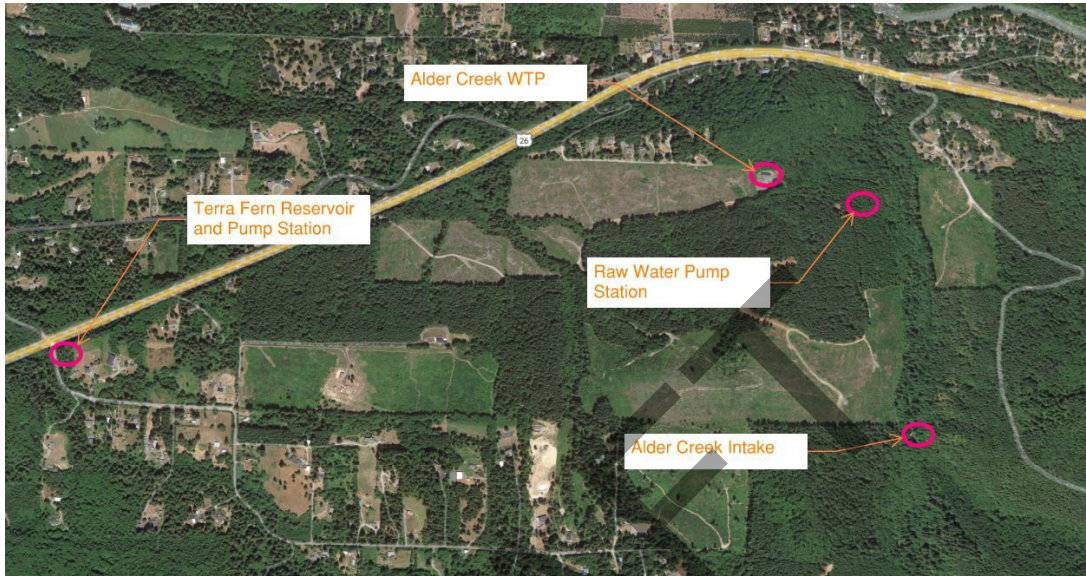 Alder Creek WTP
26
Terra Fern Reservoir
and Pump Station
Raw Water Pump
Station
Alder Creek Intake